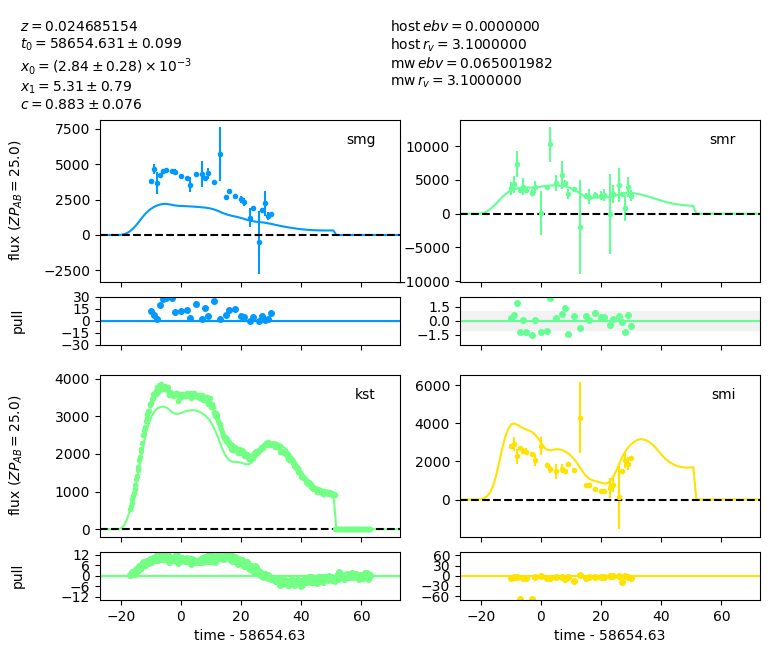 z = 0.024685154
t₀ = 58654.631 ± 0.099
x₀ = (2.84 ± 0.28) × 10⁻³
x₁ = 5.31 ± 0.79
c = 0.883 ± 0.076
host ebv = 0.0000000
host r_v = 3.1000000
mw ebv = 0.065001982
mw r_v = 3.1000000
flux (ZP_AB = 25.0)
7500
5000
2500
0
−2500
smg
10000
5000
0
−5000
−10000
smr
pull
30
15
0
−15
−30
1.5
0.0
−1.5
flux (ZP_AB = 25.0)
4000
3000
2000
1000
0
kst
6000
4000
2000
0
smi
pull
12
6
0
−6
−12
60
30
0
−30
−60
−20 0 20 40 60
−20 0 20 40 60
time - 58654.63
time - 58654.63